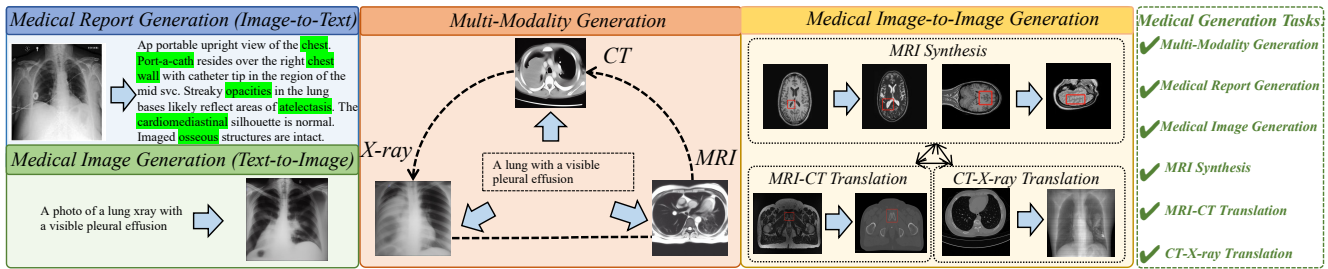 Medical Report Generation (Image-to-Text)
Ap portable upright view of the chest.
Port-a-cath resides over the right chest
wall with catheter tip in the region of the
mid svc. Streaky opacities in the lung
bases likely reflect areas of atelectasis. The
cardiomediastinal silhouette is normal.
Imaged osseous structures are intact.
Medical Image Generation (Text-to-Image)
A photo of a lung xray with
a visible pleural effusion
Multi-Modality Generation
CT
X-ray
MRI
A lung with a visible
pleural effusion
Medical Image-to-Image Generation
MRI Synthesis
MRI-CT Translation
CT-X-ray Translation
Medical Generation Tasks:
Multi-Modality Generation
Medical Report Generation
Medical Image Generation
MRI Synthesis
MRI-CT Translation
CT-X-ray Translation